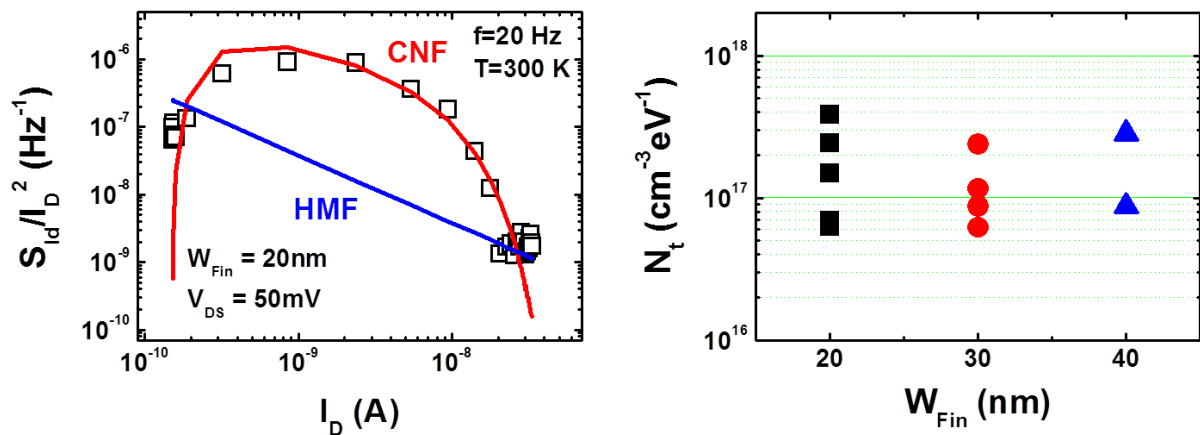 S_Id/I_D^2 (Hz^-1)
10^-6
10^-7
10^-8
10^-9
10^-10
CNF
f=20 Hz
T=300 K
HMF
W_Fin = 20nm
V_DS = 50mV
10^-10
10^-9
10^-8
I_D (A)
N_t (cm^-3eV^-1)
10^18
10^17
10^16
20
30
40
W_Fin (nm)